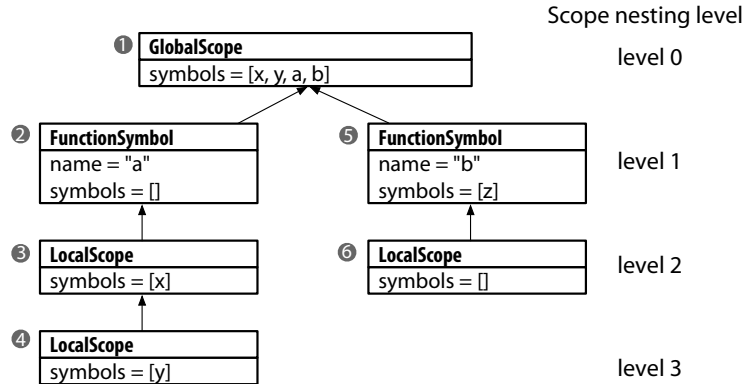 Scope nesting level
1 GlobalScope
symbols = [x, y, a, b]
level 0
2 FunctionSymbol
name = "a"
symbols = []
5 FunctionSymbol
name = "b"
symbols = [z]
level 1
3 LocalScope
symbols = [x]
6 LocalScope
symbols = []
level 2
4 LocalScope
symbols = [y]
level 3